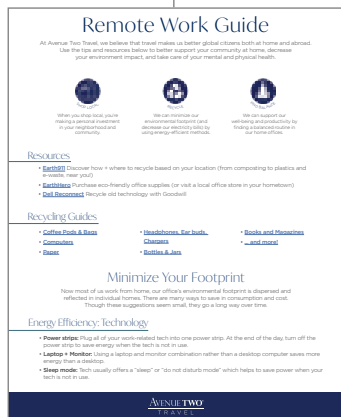 Remote Work Guide
At Avenue Two Travel, we believe that travel makes us better global citizens both at home and abroad.
Use the tips and resources below to better support your community at home, decrease
your environment impact, and take care of your mental and physical health.
When you shop local, you're
making a personal investment
in your neighborhood and
community.
We can minimize our
environmental footprint (and
decrease our electricity bills) by
using energy-efficient methods.
We can support our
well-being and productivity by
finding a balanced routine in
our home offices.
Resources
• Earth911 Discover how + where to recycle based on your location (from composting to plastics and
e-waste, near you!)
• EarthHero Purchase eco-friendly office supplies (or visit a local office store in your hometown)
• Dell Reconnect Recycle old technology with Goodwill
Recycling Guides
• Coffee Pods & Bags
• Computers
• Paper
• Headphones, Ear buds,
Chargers
• Bottles & Jars
• Books and Magazines
• ... and more!
Minimize Your Footprint
Now most of us work from home, our office's environmental footprint is dispersed and
reflected in individual homes. There are many ways to save in consumption and cost.
Though these suggestions seem small, they go a long way over time.
Energy Efficiency: Technology
• Power strips: Plug all of your work-related tech into one power strip. At the end of the day, turn off the
power strip to save energy when the tech is not in use.
• Laptop + Monitor: Using a laptop and monitor combination rather than a desktop computer saves more
energy than a desktop.
• Sleep mode: Tech usually offers a "sleep" or "do not disturb mode" which helps to save power when your
tech is not in use.
AVENUE TWO
TRAVEL